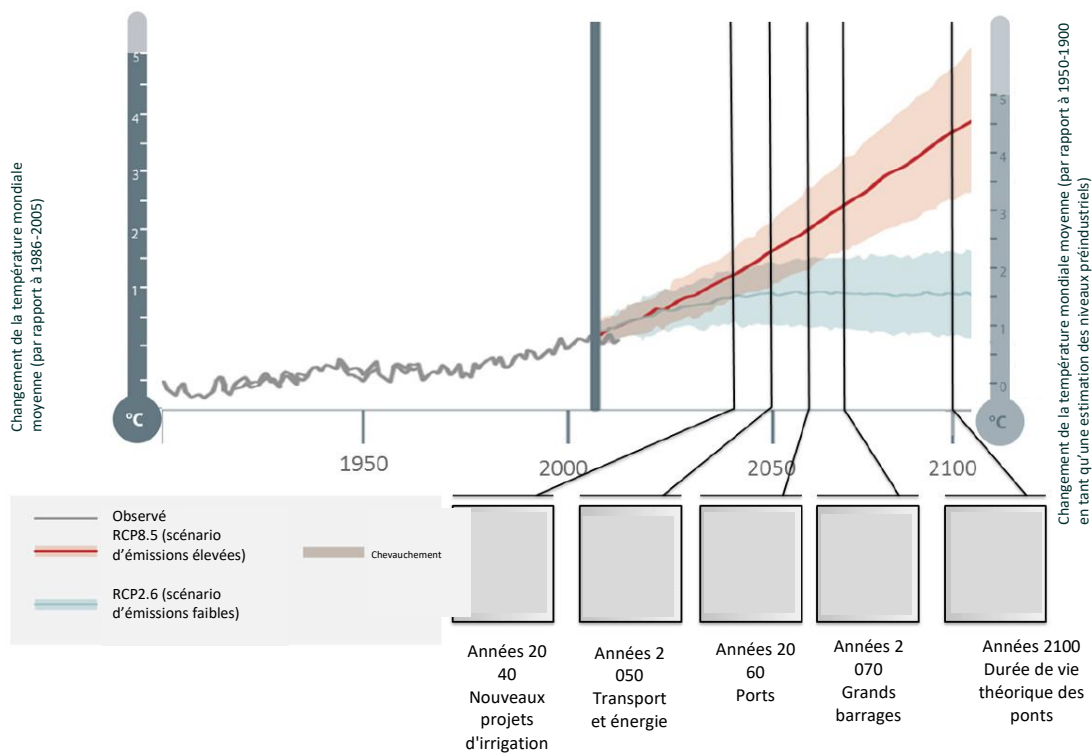 Changement de la température mondiale
moyenne (par rapport à 1986-2005)
5
4
3
2
1
°C
5
4
3
2
1
0
°C
Changement de la température mondiale moyenne (par rapport à 1950-1900
en tant qu'une estimation des niveaux préindustriels
1950
2000
2050
2100
Observé
RCP8.5 (scénario
d'émissions élevées)
Chevauchement
RCP2.6 (scénario
d'émissions faibles)
Années 20
40
Nouveaux
projets
d'irrigation
Années 2
050
Transport
et énergie
Années 20
60
Ports
Années 2
070
Grands
barrages
Années 2100
Durée de vie
théorique des
ponts